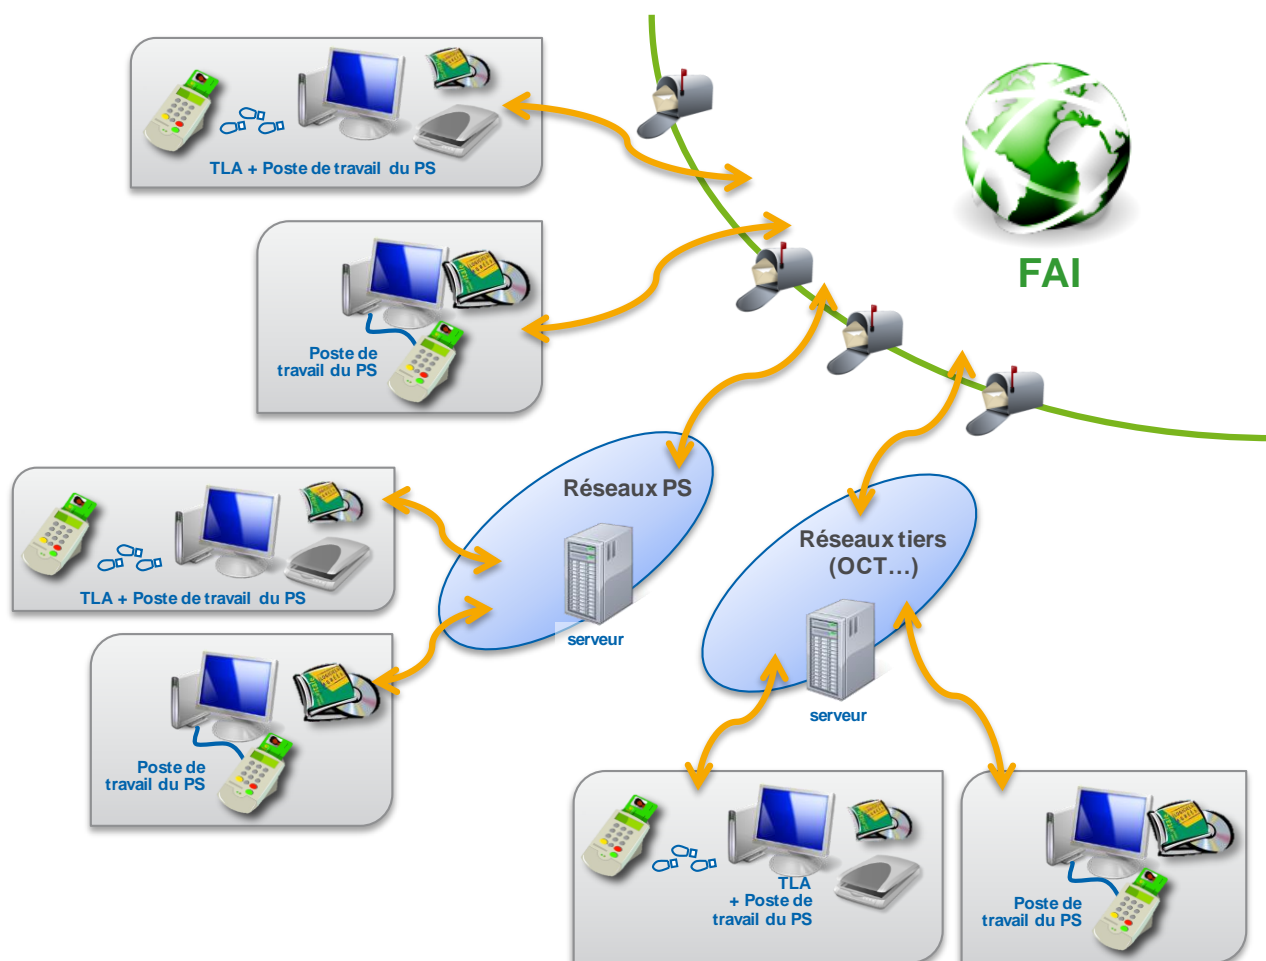 TLA + Poste de travail du PS
FAI
Poste de
travail du PS
Réseaux PS
serveur
Réseaux tiers
(OCT…)
serveur
TLA + Poste de travail du PS
Poste de
travail du PS
TLA
+ Poste de
travail du PS
Poste de
travail du PS